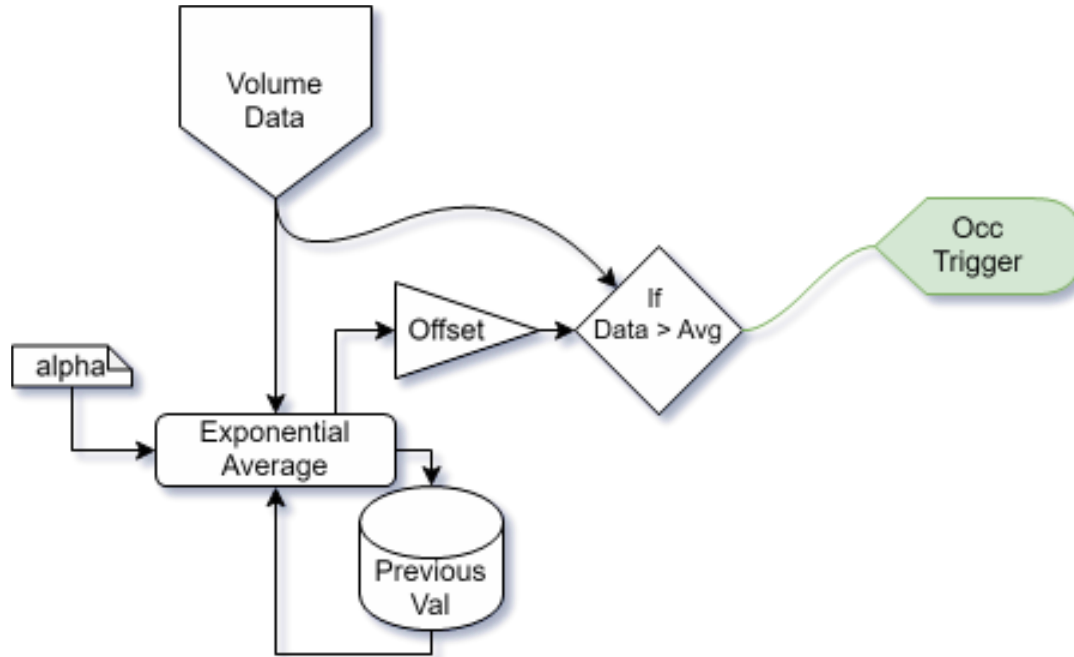 Volume
Data
Occ
Trigger
If
Data > Avg
Offset
alpha
Exponential
Average
Previous
Val